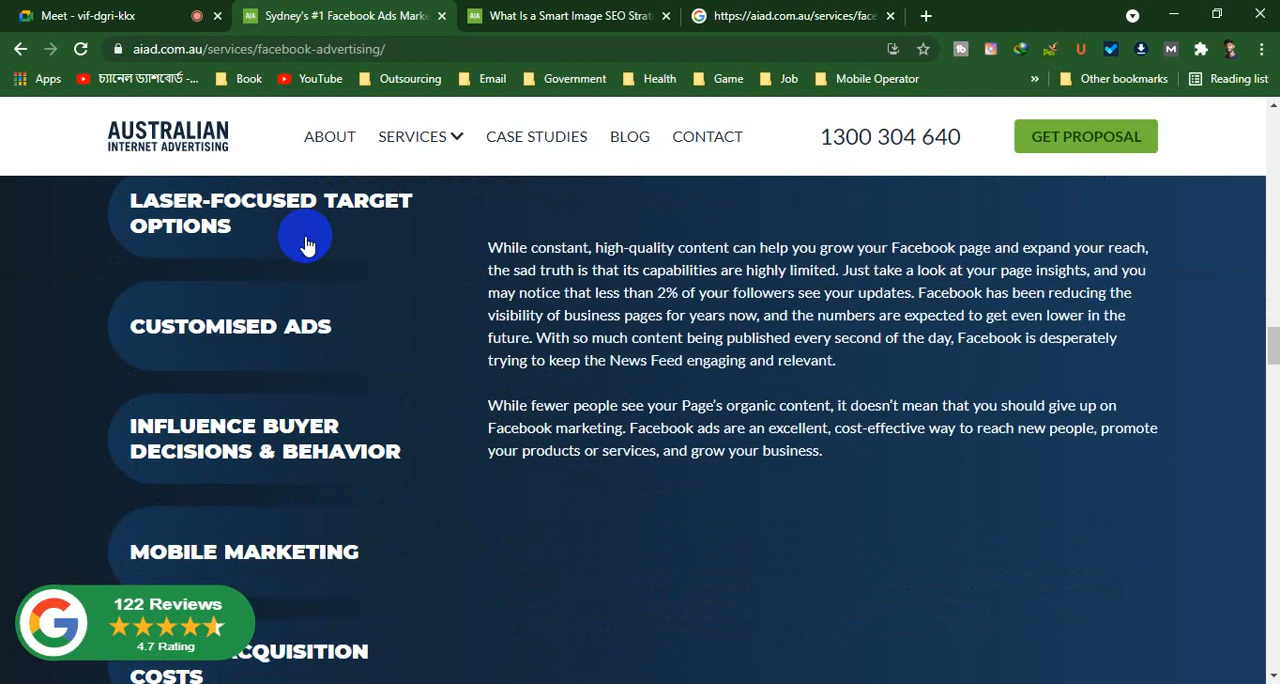 Meet - vif-dgri-kkx
Sydney's #1 Facebook Ads Marke
What Is a Smart Image SEO Strat
https://aiad.com.au/services/face
aiad.com.au/services/facebook-advertising/
Apps
চ্যানেল ড্যাশবোর্ড -...
Book
YouTube
Outsourcing
Email
Government
Health
Game
Job
Mobile Operator
»
Other bookmarks
Reading list
AUSTRALIAN
INTERNET ADVERTISING
ABOUT
SERVICES
CASE STUDIES
BLOG
CONTACT
1300 304 640
GET PROPOSAL
LASER-FOCUSED TARGET
OPTIONS
CUSTOMISED ADS
INFLUENCE BUYER
DECISIONS & BEHAVIOR
MOBILE MARKETING
CQUISITION
COSTS
While constant, high-quality content can help you grow your Facebook page and expand your reach,
the sad truth is that its capabilities are highly limited. Just take a look at your page insights, and you
may notice that less than 2% of your followers see your updates. Facebook has been reducing the
visibility of business pages for years now, and the numbers are expected to get even lower in the
future. With so much content being published every second of the day, Facebook is desperately
trying to keep the News Feed engaging and relevant.
While fewer people see your Page's organic content, it doesn't mean that you should give up on
Facebook marketing. Facebook ads are an excellent, cost-effective way to reach new people, promote
your products or services, and grow your business.
122 Reviews
4.7 Rating